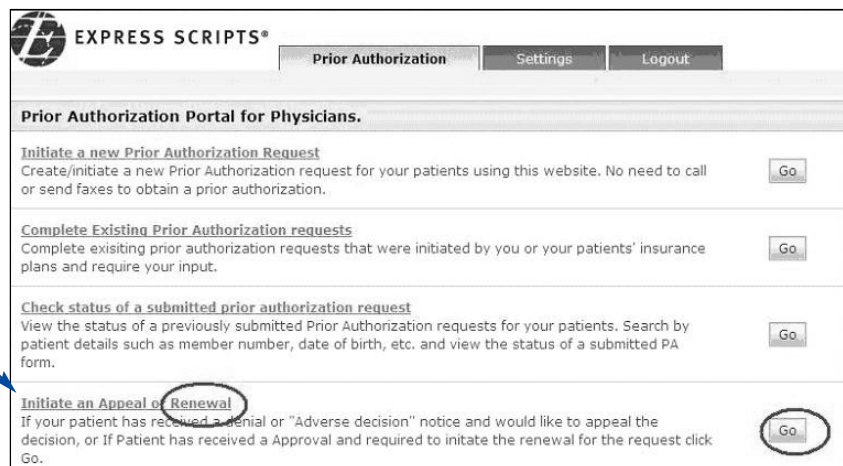 EXPRESS SCRIPTS®
Prior Authorization Settings Logout
Prior Authorization Portal for Physicians.
Initiate a new Prior Authorization Request
Create/initiate a new Prior Authorization request for your patients using this website. No need to call
or send faxes to obtain a prior authorization.
Go
Complete Existing Prior Authorization requests
Complete exisiting prior authorization requests that were initiated by you or your patients' insurance
plans and require your input.
Go
Check status of a submitted prior authorization request
View the status of a previously submitted Prior Authorization requests for your patients. Search by
patient details such as member number, date of birth, etc. and view the status of a submitted PA
form.
Go
Initiate an Appeal or Renewal
If your patient has received a denial or "Adverse decision" notice and would like to appeal the
decision, or If Patient has received a Approval and required to initate the renewal for the request click
Go.
Go